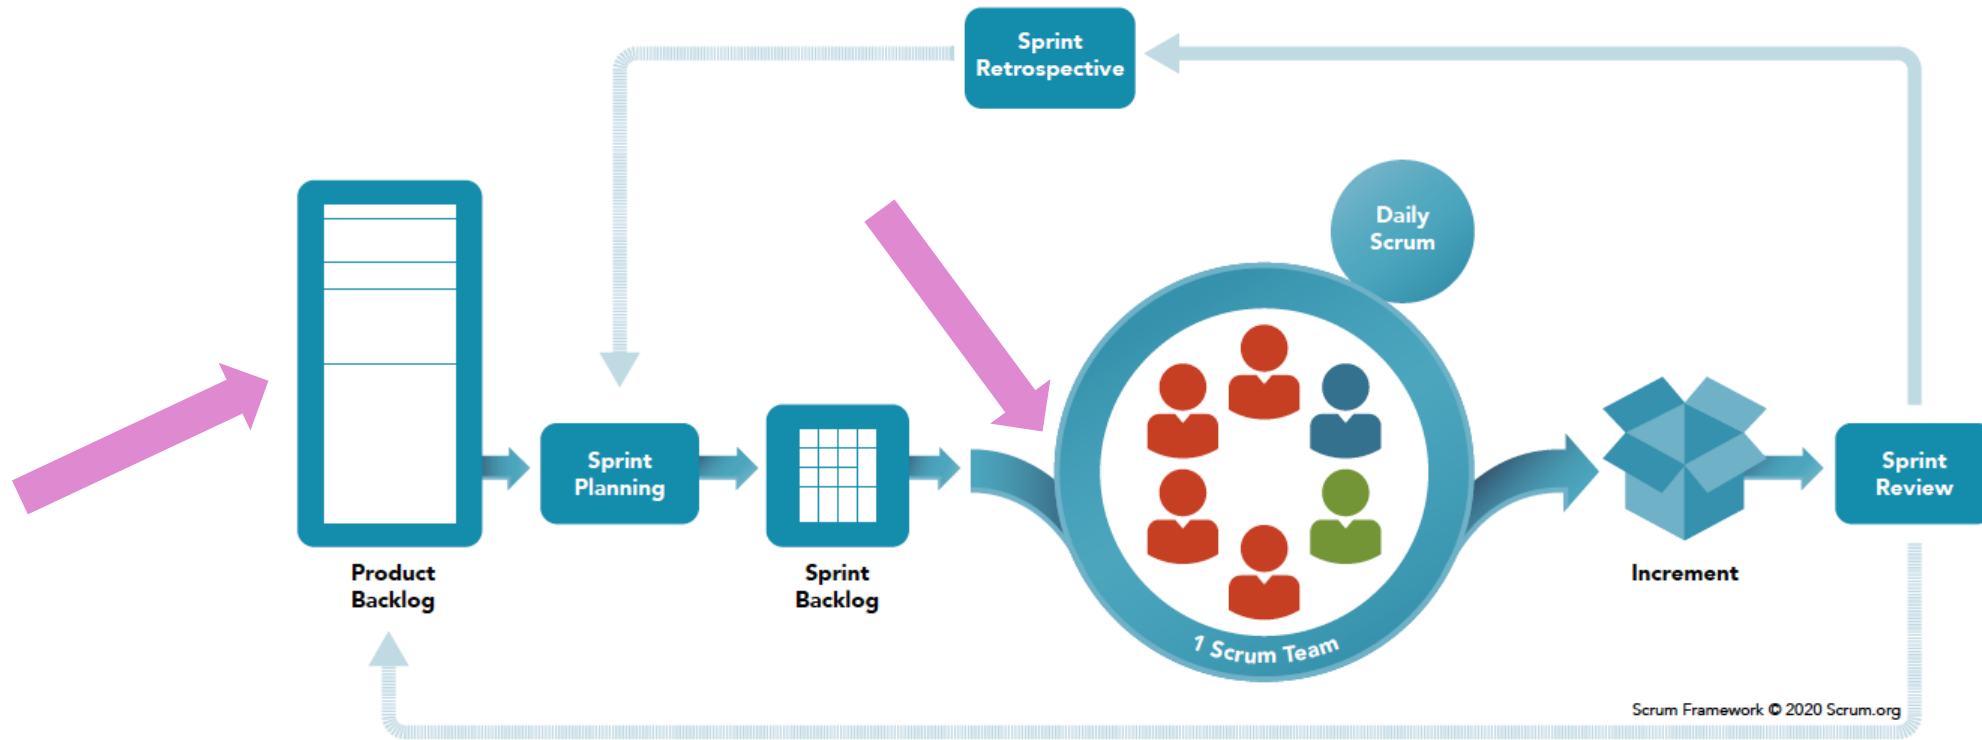 Sprint
Retrospective
Daily
Scrum
Sprint
Planning
Sprint
Review
Product
Backlog
Sprint
Backlog
Increment
1 Scrum Team
Scrum Framework © 2020 Scrum.org